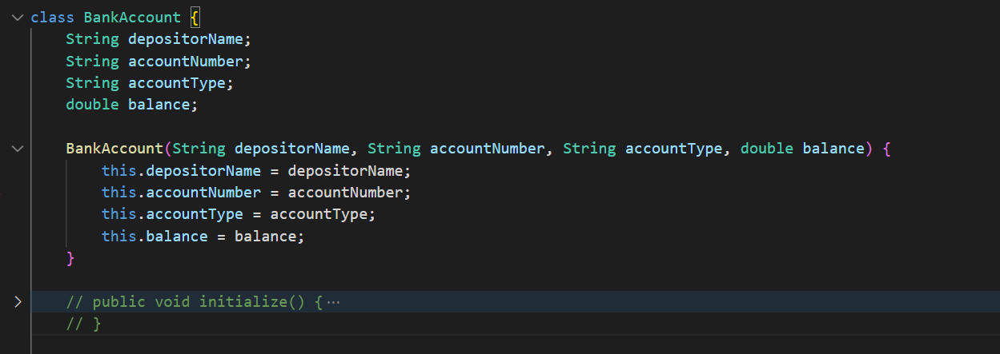 class BankAccount {
String depositorName;
String accountNumber;
String accountType;
double balance;
BankAccount(String depositorName, String accountNumber, String accountType, double balance) {
this.depositorName = depositorName;
this.accountNumber = accountNumber;
this.accountType = accountType;
this.balance = balance;
}
// public void initialize() {⋯
// }